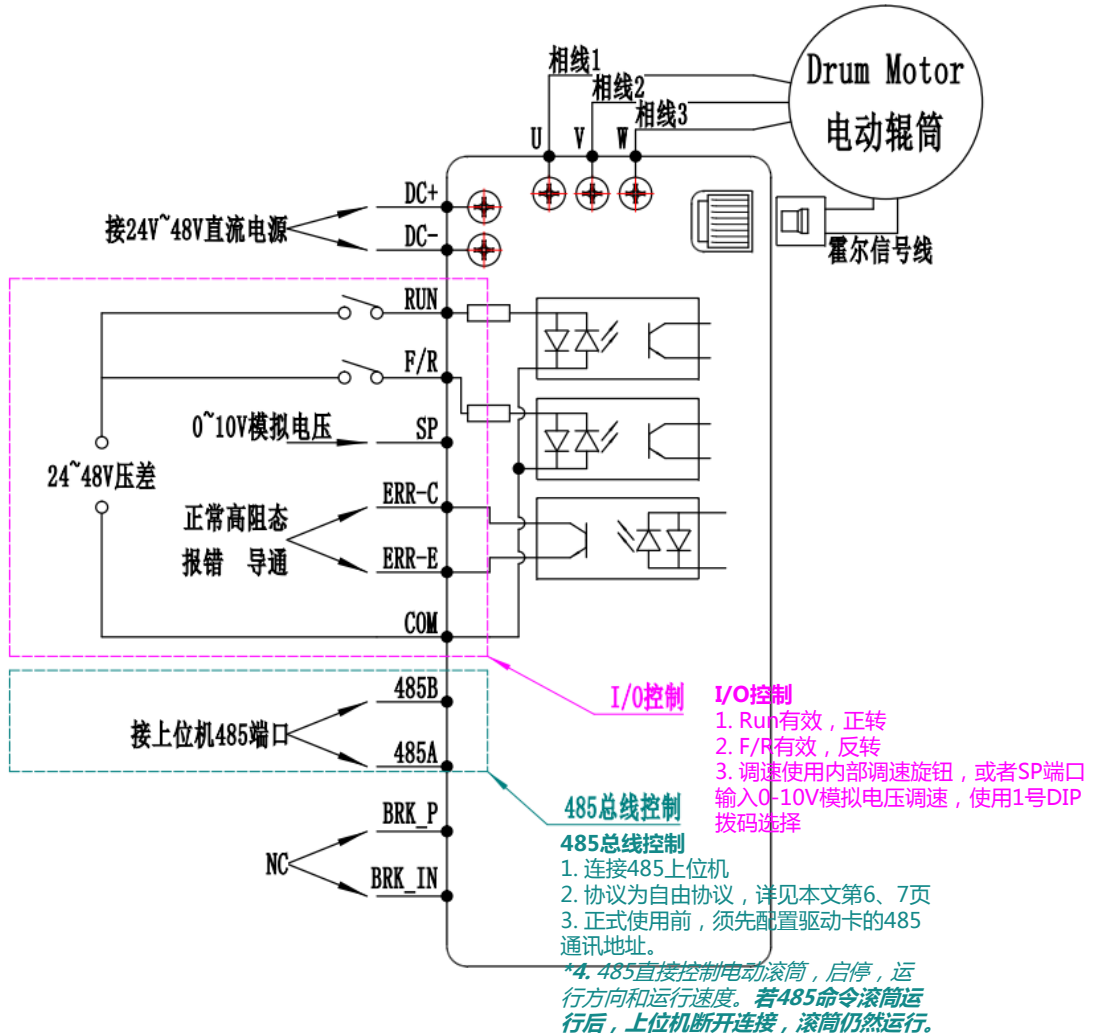 相线1
相线2
相线3
Drum Motor
电动辊筒
U V W
DC+
接24V~48V直流电源
DC-
霍尔信号线
RUN
F/R
0~10V模拟电压
SP
24~48V压差
ERR-C
正常高阻态
报错 导通
ERR-E
COM
I/O控制
485B
接上位机485端口
485A
485总线控制
BRK_P
NC
BRK_IN
I/O控制
1. Run有效，正转
2. F/R有效，反转
3. 调速使用内部调速旋钮，或者SP端口
输入0-10V模拟电压调速，使用1号DIP
拨码选择
485总线控制
1. 连接485上位机
2. 协议为自由协议，详见本文第6、7页
3. 正式使用前，须先配置驱动卡的485
通讯地址。
*4. 485直接控制电动滚筒，启停，运
行方向和运行速度。若485命令滚筒运
行后，上位机断开连接，滚筒仍然运行。